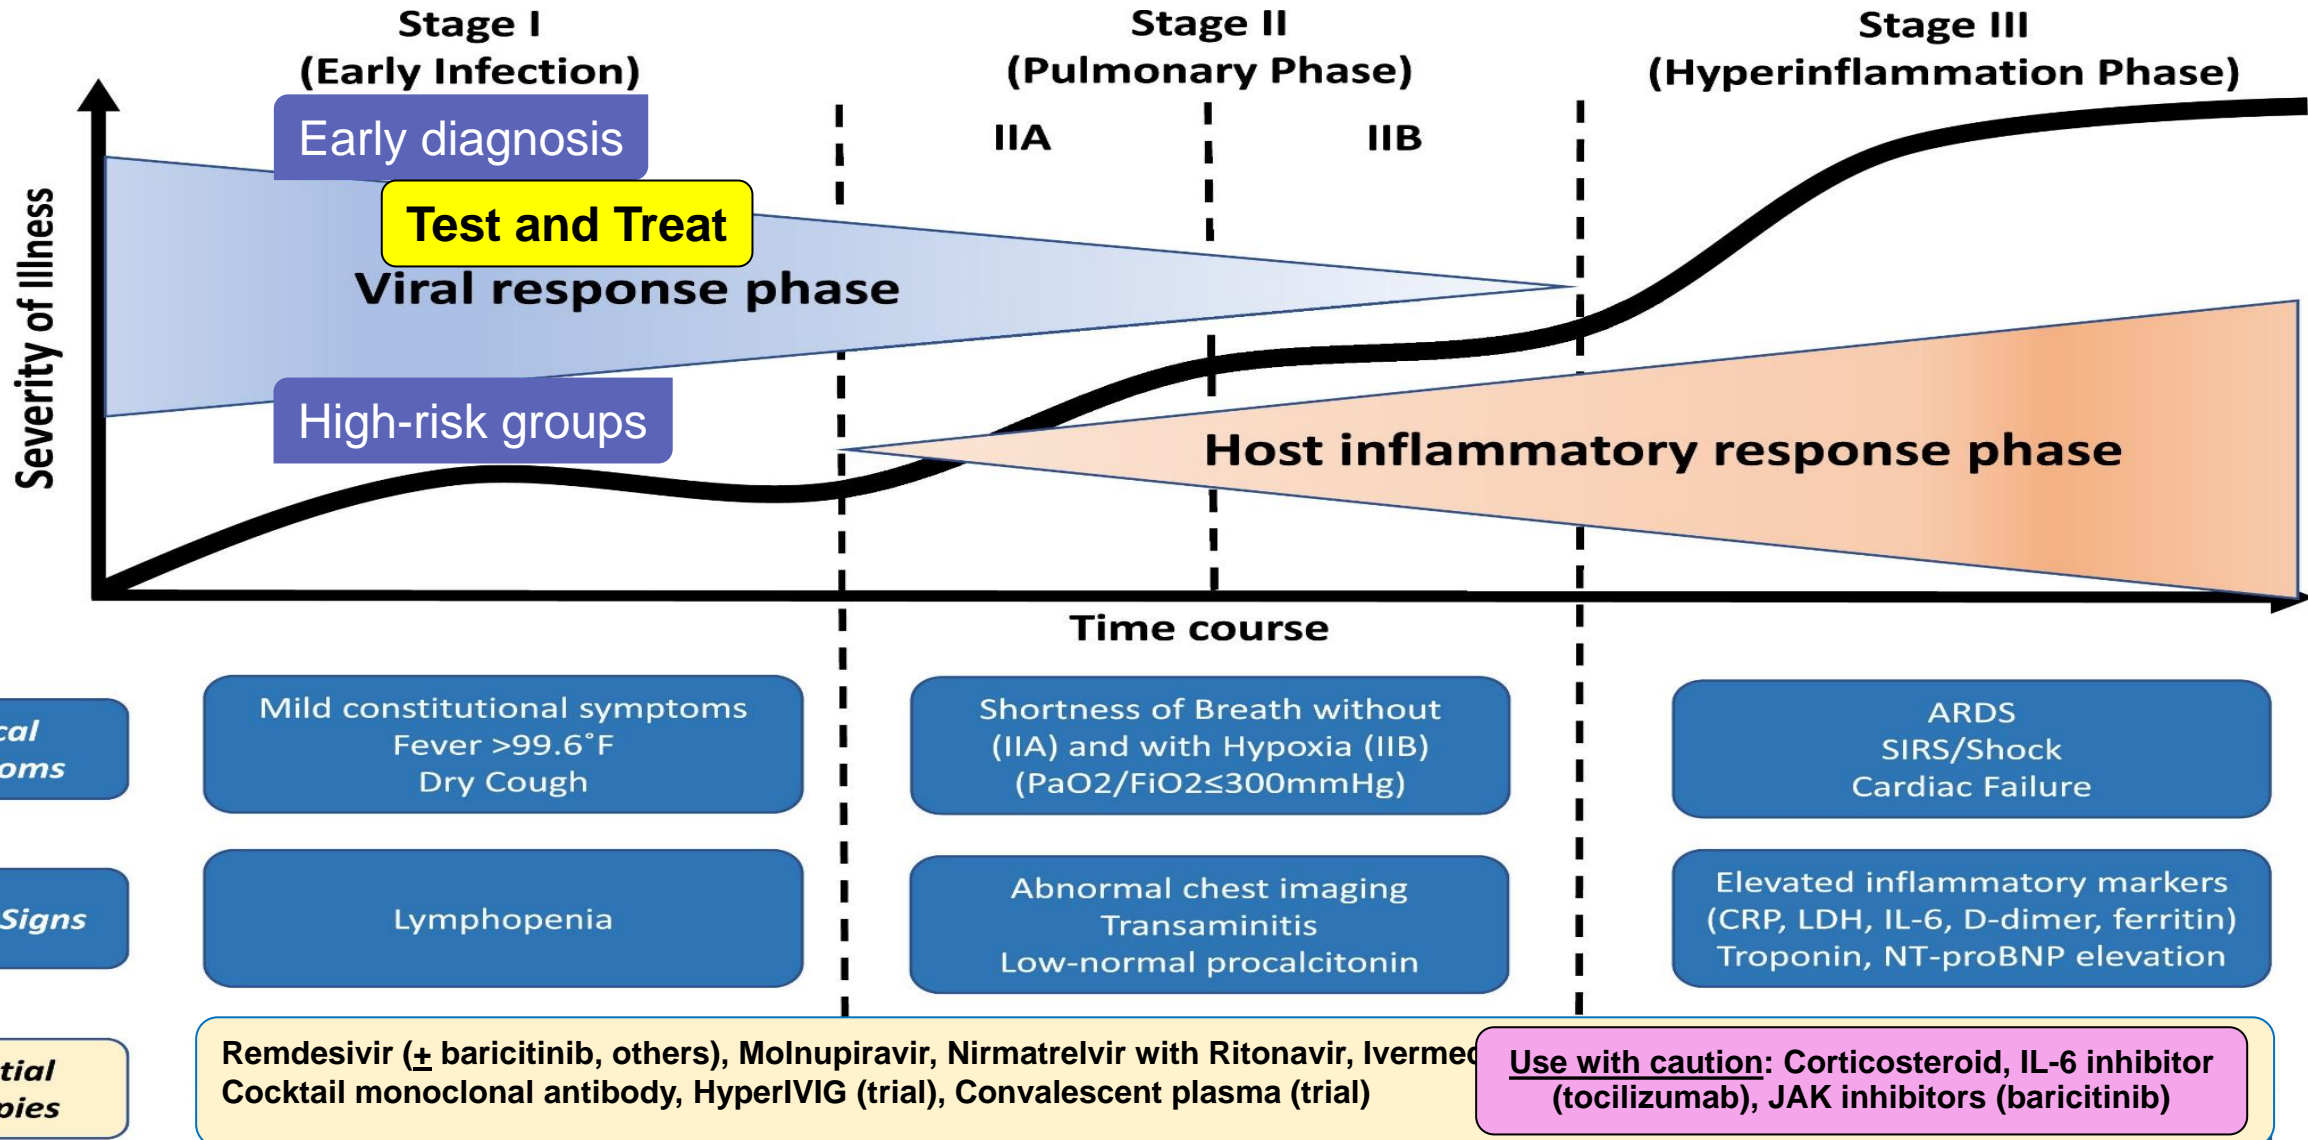 Stage I
(Early Infection)
Stage II
(Pulmonary Phase)
Stage III
(Hyperinflammation Phase)
Early diagnosis
IIA
IIB
Test and Treat
Viral response phase
High-risk groups
Host inflammatory response phase
Severity of Illness
Time course
Mild constitutional symptoms
Fever >99.6˚F
Dry Cough
Shortness of Breath without
(IIA) and with Hypoxia (IIB)
(PaO2/FiO2≤300mmHg)
ARDS
SIRS/Shock
Cardiac Failure
Signs
Lymphopenia
Abnormal chest imaging
Transaminitis
Low-normal procalcitonin
Elevated inflammatory markers
(CRP, LDH, IL-6, D-dimer, ferritin)
Troponin, NT-proBNP elevation
Remdesivir (± baricitinib, others), Molnupiravir, Nirmatrelvir with Ritonavir,
Cocktail monoclonal antibody, HyperIVIG (trial), Convalescent plasma (trial)
Use with caution: Corticosteroid, IL-6 inhibitor
(tocilizumab), JAK inhibitors (baricitinib)